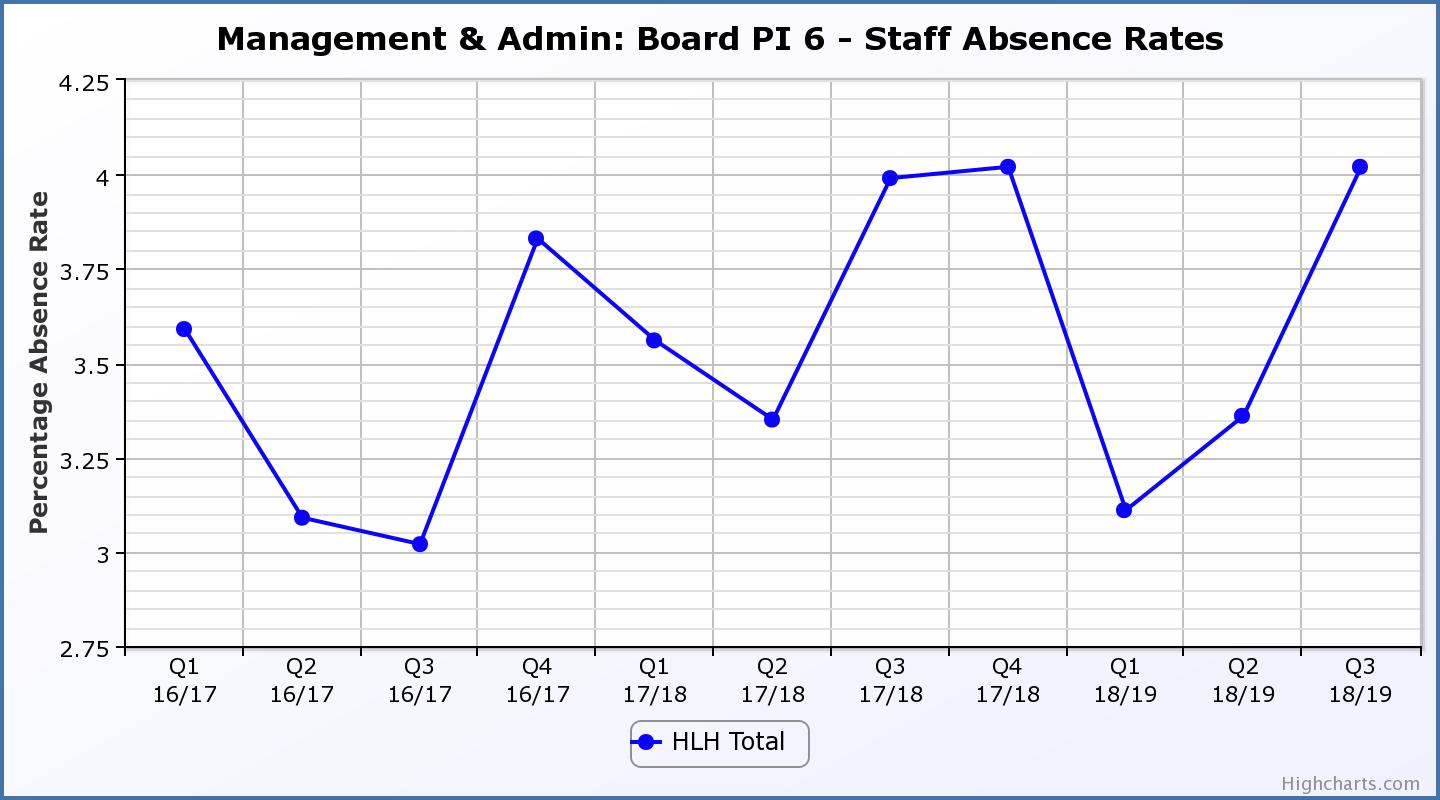 Management & Admin: Board PI 6 - Staff Absence Rates
Percentage Absence Rate
4.25
4
3.75
3.5
3.25
3
2.75
Q1 Q2 Q3 Q4 Q1 Q2 Q3 Q4 Q1 Q2 Q3
16/17 16/17 16/17 16/17 17/18 17/18 17/18 17/18 18/19 18/19 18/19
HLH Total
Highcharts.com